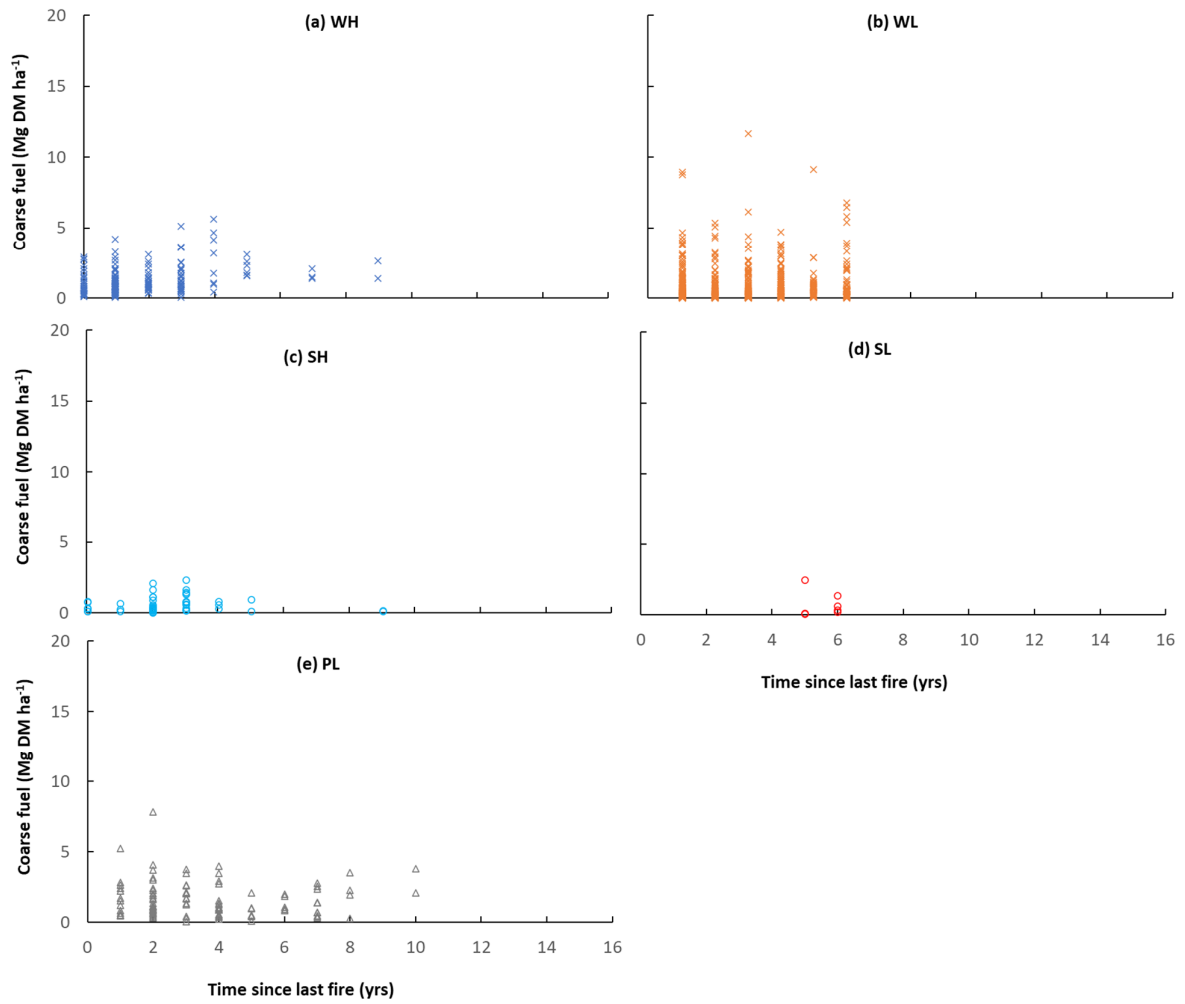 (a) WH
Coarse fuel (Mg DM ha⁻¹)
20
15
10
5
0
(b) WL
(c) SH
Coarse fuel (Mg DM ha⁻¹)
20
15
10
5
0
(d) SL
0 2 4 6 8 10 12 14 16
Time since last fire (yrs)
(e) PL
Coarse fuel (Mg DM ha⁻¹)
20
15
10
5
0
0 2 4 6 8 10 12 14 16
Time since last fire (yrs)